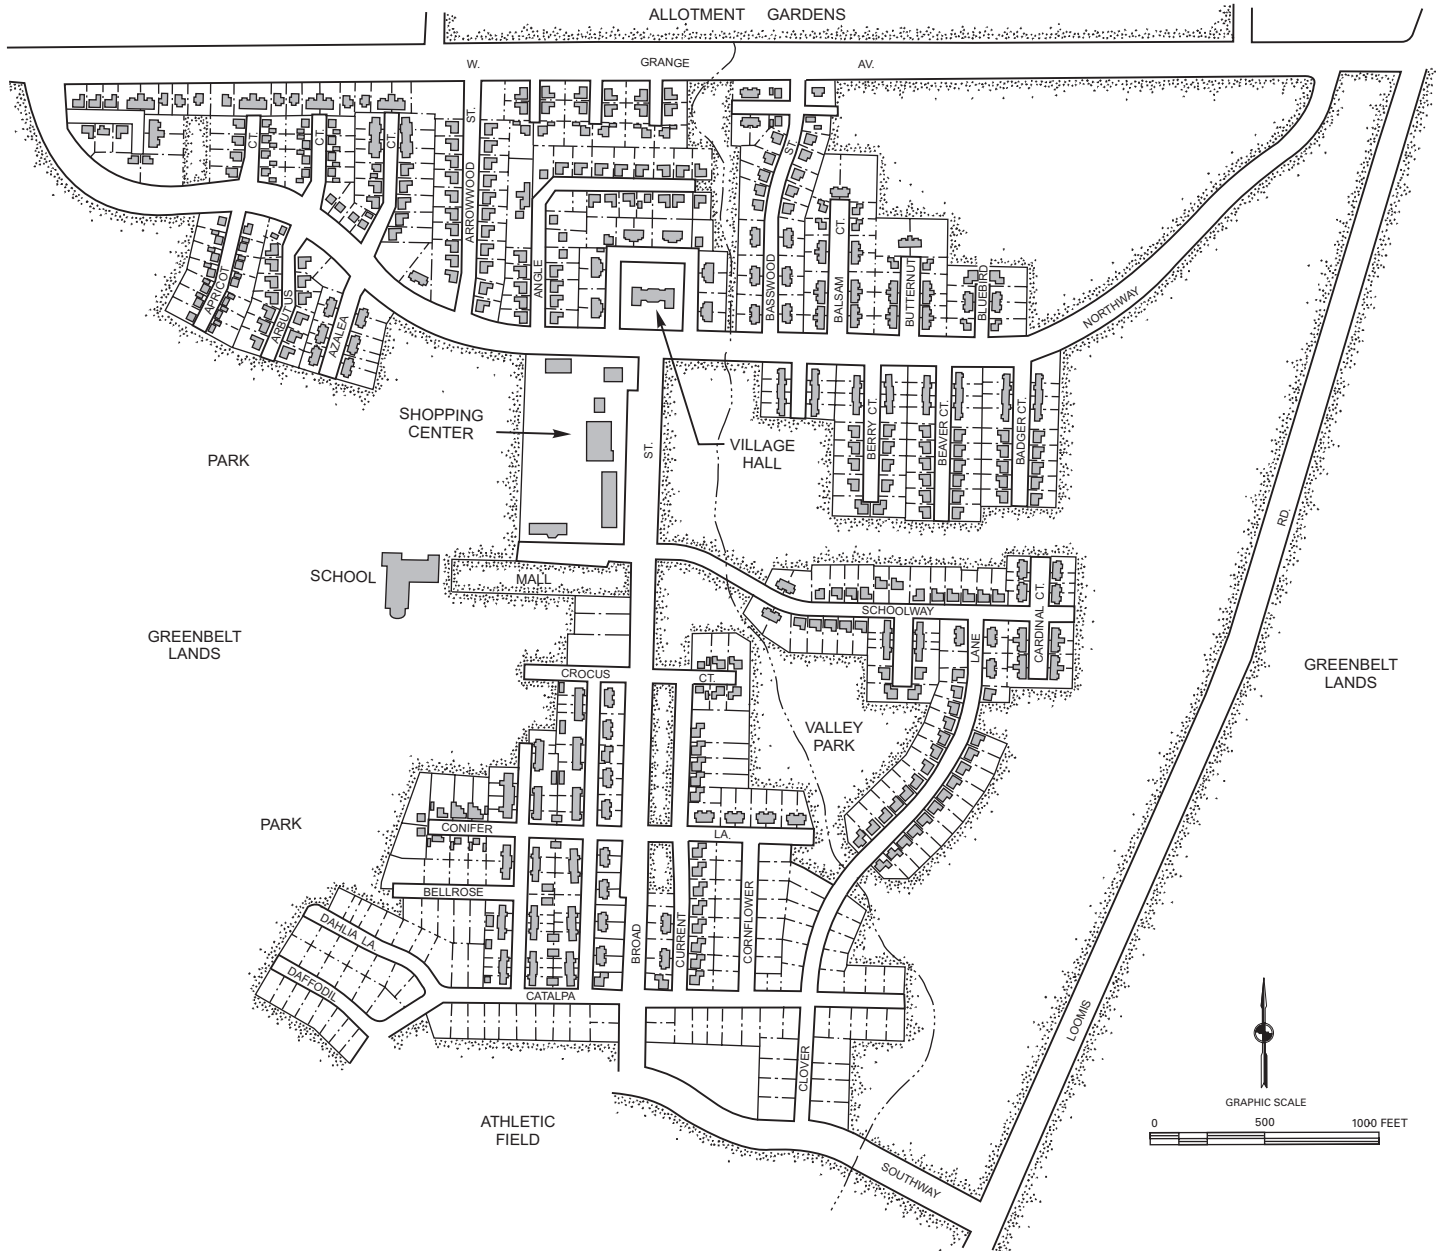 ALLOTMENT GARDENS
W. GRANGE AV.
ST.
CT.
CT.
CT.
ST.
ARROWWOOD
ANGLE
BASSWOOD
BALSAM CT.
BUTTERNUT
BLUEBIRD
NORTHWAY
APRICOT
ARBUTUS
AZALEA
SHOPPING
CENTER
ST.
VILLAGE
HALL
BERRY CT.
BEAVER CT.
BADGER CT.
PARK
RD.
SCHOOL
MALL
SCHOOLWAY
CARDINAL CT.
LANE
GREENBELT
LANDS
GREENBELT
LANDS
CROCUS CT.
VALLEY
PARK
PARK
CONIFER LA.
BELLROSE
DAHLIA LA.
DAFFODIL
BROAD
CURRENT
CORNFLOWER
CATALPA
CLOVER
LOOMIS
ATHLETIC
FIELD
SOUTHWAY
GRAPHIC SCALE
0 500 1000 FEET